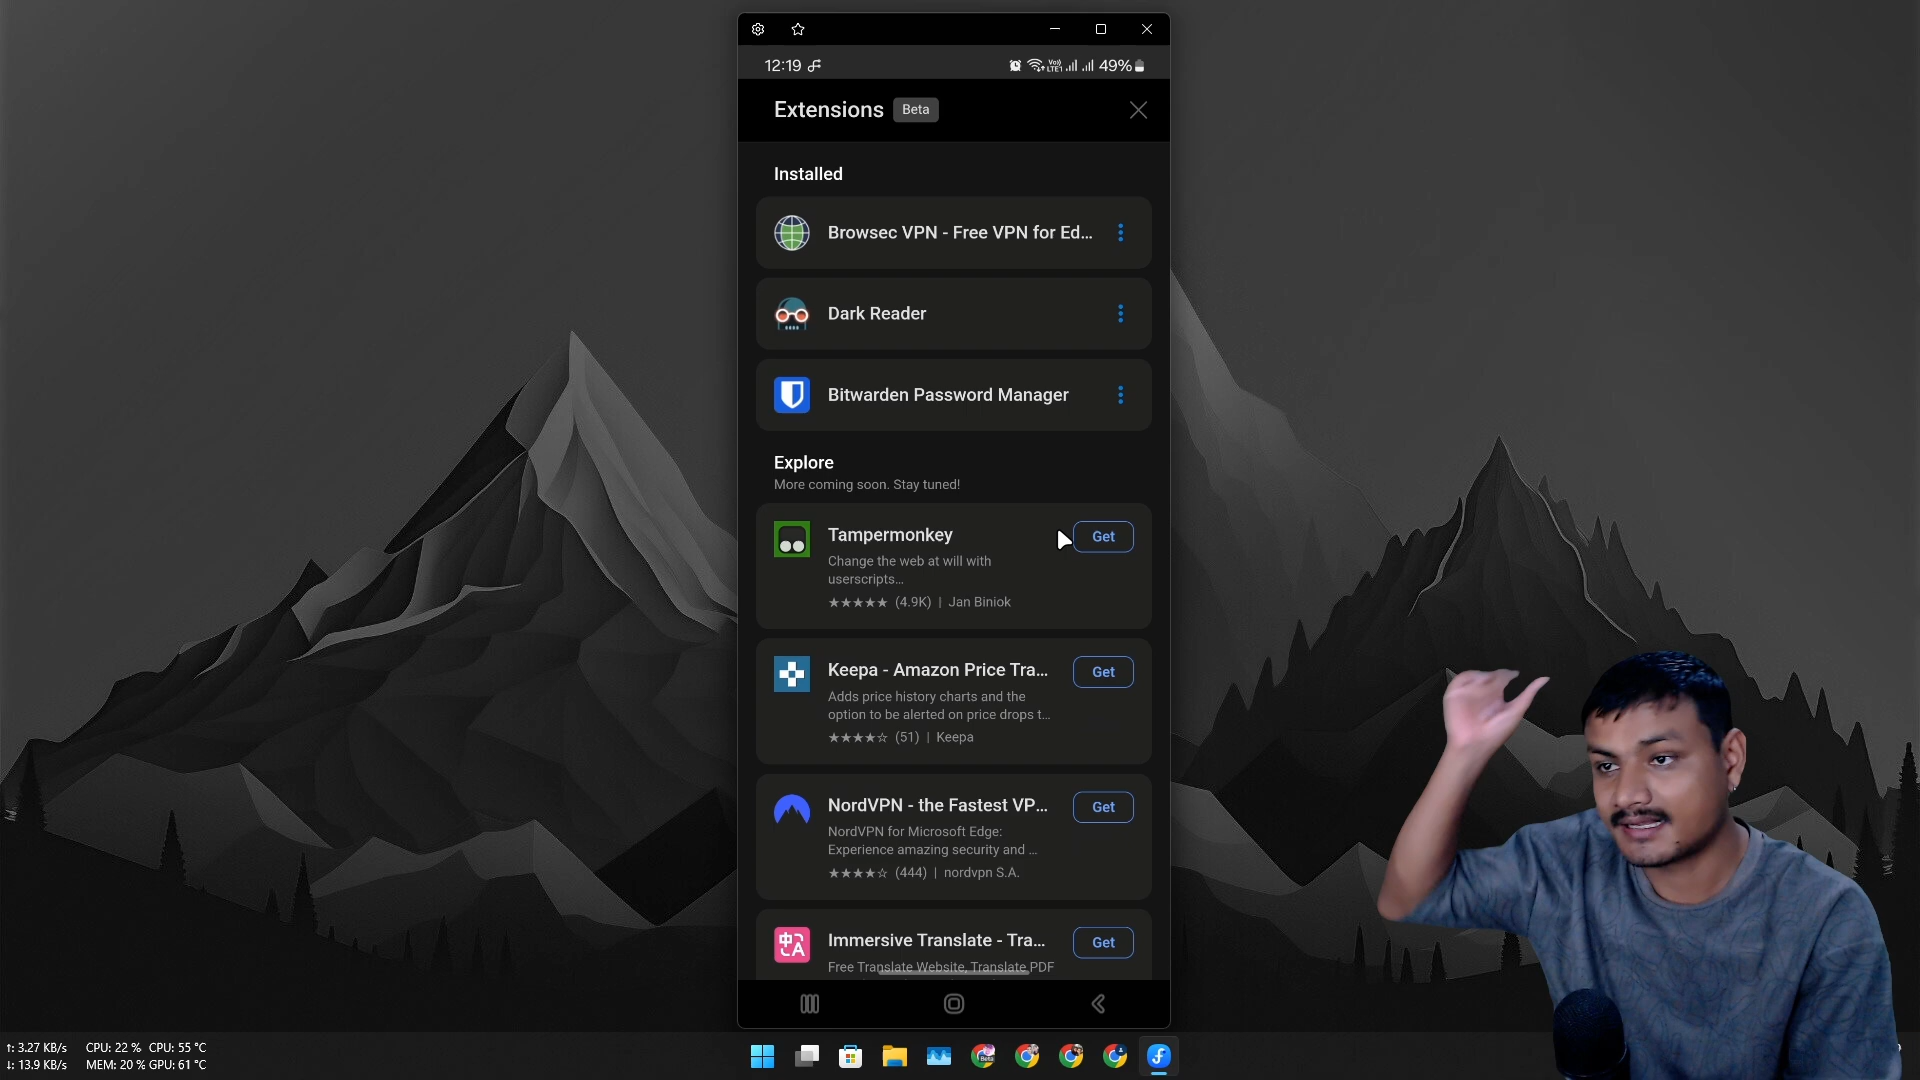 12:19
Vo))
LTE1
49%
Extensions Beta
Installed
Browsec VPN - Free VPN for Ed...
Dark Reader
Bitwarden Password Manager
Explore
More coming soon. Stay tuned!
Tampermonkey
Get
Change the web at will with
userscripts...
★★★★★ (4.9K) | Jan Biniok
Keepa - Amazon Price Tra...
Get
Adds price history charts and the
option to be alerted on price drops t...
★★★★☆ (51) | Keepa
NordVPN - the Fastest VP...
Get
NordVPN for Microsoft Edge:
Experience amazing security and ...
★★★★☆ (444) | nordvpn S.A.
Immersive Translate - Tra...
Get
Free Translate Website, Translate PDF
↑: 3.27 KB/s CPU: 22 % CPU: 55 °C
↓: 13.9 KB/s MEM: 20 % GPU: 61 °C
Beta